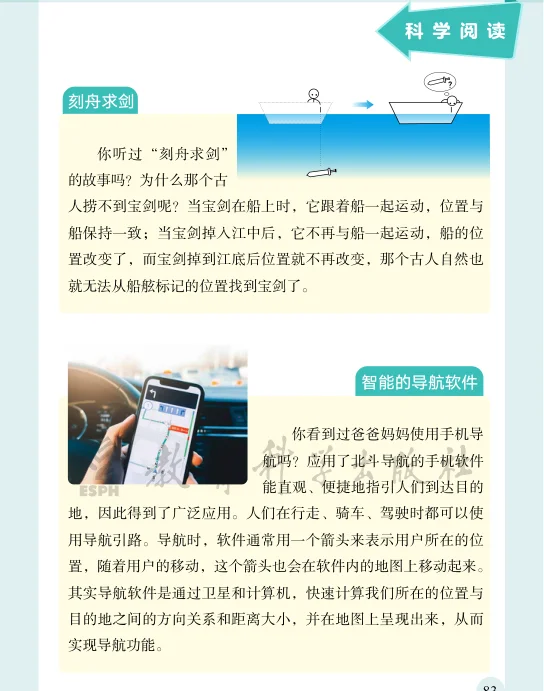 科学阅读
刻舟求剑
?
你听过“刻舟求剑”
的故事吗？为什么那个古
人捞不到宝剑呢？当宝剑在船上时，它跟着船一起运动，位置与
船保持一致；当宝剑掉入江中后，它不再与船一起运动，船的位
置改变了，而宝剑掉到江底后位置就不再改变，那个古人自然也
就无法从船舷标记的位置找到宝剑了。
智能的导航软件
你看到过爸爸妈妈使用手机导
航吗？应用了北斗导航的手机软件
能直观、便捷地指引人们到达目的
地，因此得到了广泛应用。人们在行走、骑车、驾驶时都可以使
用导航引路。导航时，软件通常用一个箭头来表示用户所在的位
置，随着用户的移动，这个箭头也会在软件内的地图上移动起来。
其实导航软件是通过卫星和计算机，快速计算我们所在的位置与
目的地之间的方向关系和距离大小，并在地图上呈现出来，从而
实现导航功能。
教育科学出版社
ESPH